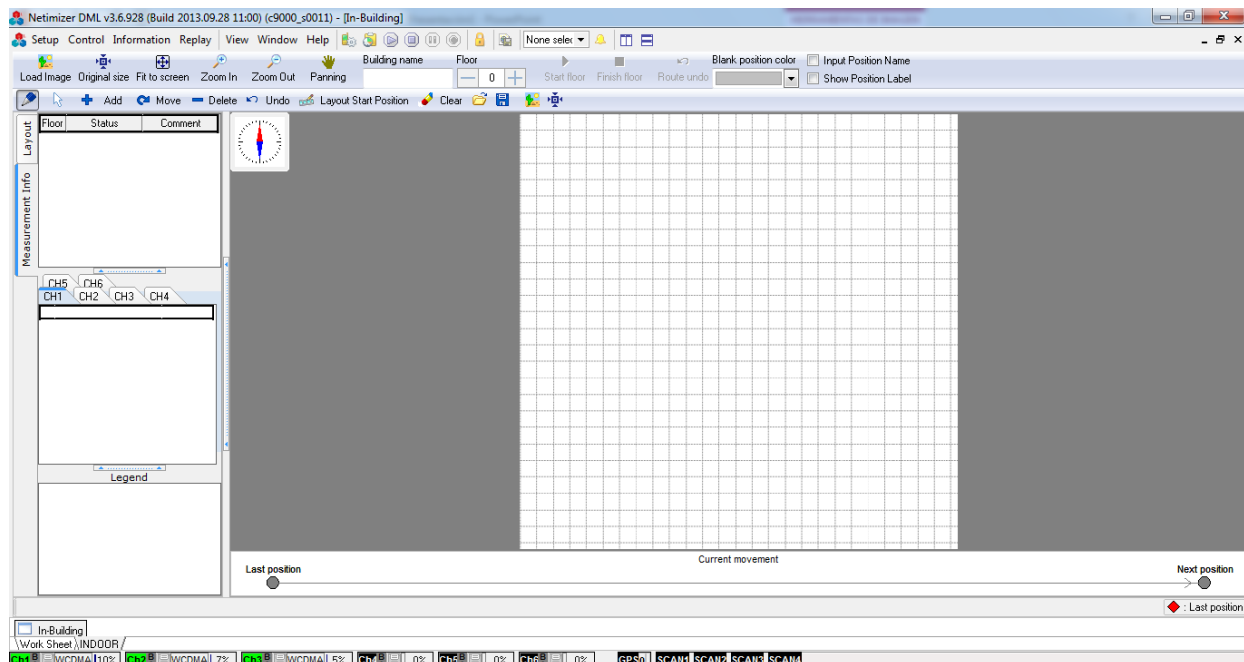 Netimizer DML v3.6.928 (Build 2013.09.28 11:00) (c9000_s0011) - [In-Building]
Setup Control Information Replay View Window Help None selec
Building name Floor Blank position color Input Position Name
Load Image Original size Fit to screen Zoom In Zoom Out Panning 0 Start floor Finish floor Route undo Show Position Label
Add Move Delete Undo Layout Start Position Clear
Layout
Measurement Info
Floor Status Comment
CH5 CH6
CH1 CH2 CH3 CH4
Legend
Current movement
Last position Next position
: Last position
In-Building
Work Sheet INDOOR
Ch1 B WCDMA 10% Ch2 B WCDMA 7% Ch3 B WCDMA 5% Ch4 B 0% Ch5 B 0% Ch6 B 0% GPS0 SCAN1 SCAN2 SCAN3 SCAN4